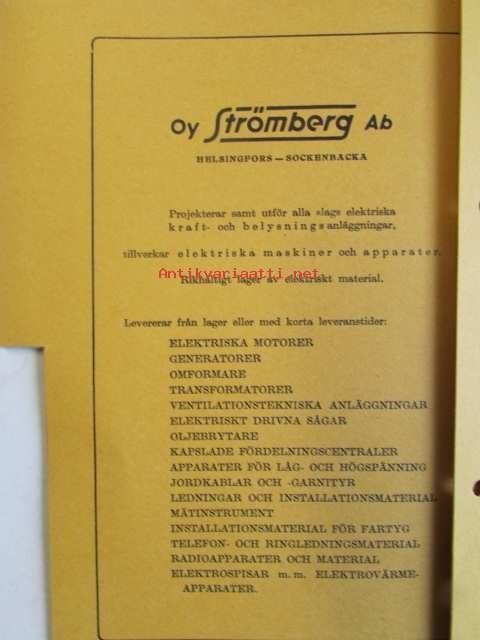 Oy Strömberg Ab
HELSINGFORS — SOCKENBACKA
Projekterar samt utför alla slags elektriska
kraft- och belysningsanläggningar,
tillverkar elektriska maskiner och apparater.
Antikvariaatti.net
Rikhaltigt lager av elektriskt material.
Levererar från lager eller med korta leveranstider:
ELEKTRISKA MOTORER
GENERATORER
OMFORMARE
TRANSFORMATORER
VENTILATIONSTEKNISKA ANLÄGGNINGAR
ELEKTRISKT DRIVNA SÅGAR
OLJEBRYTARE
KAPSLADE FÖRDELNINGSCENTRALER
APPARATER FÖR LÅG- OCH HÖGSPÄNNING
JORDKABLAR OCH -GARNITYR
LEDNINGAR OCH INSTALLATIONSMATERIAL
MÄTINSTRUMENT
INSTALLATIONSMATERIAL FÖR FARTYG
TELEFON- OCH RINGLEDNINGSMATERIAL
RADIOAPPARATER OCH MATERIAL
ELEKTROSPISAR m. m. ELEKTROVÄRME-
APPARATER.